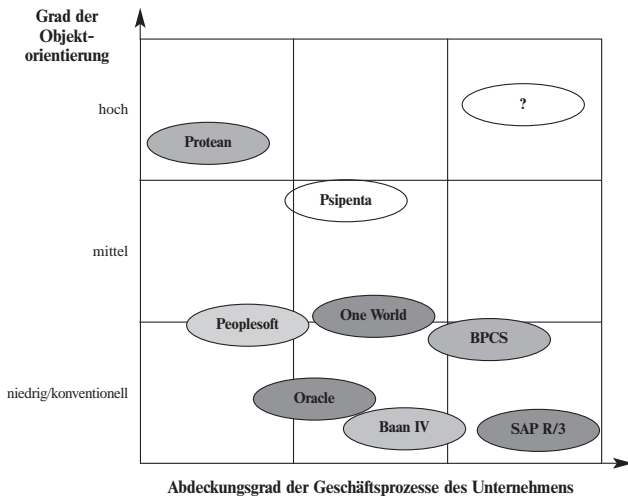 Grad der
Objekt-
orientierung
hoch
?
Protean
Psipenta
mittel
Peoplesoft
One World
BPCS
niedrig/konventionell
Oracle
Baan IV
SAP R/3
Abdeckungsgrad der Geschäftsprozesse des Unternehmens